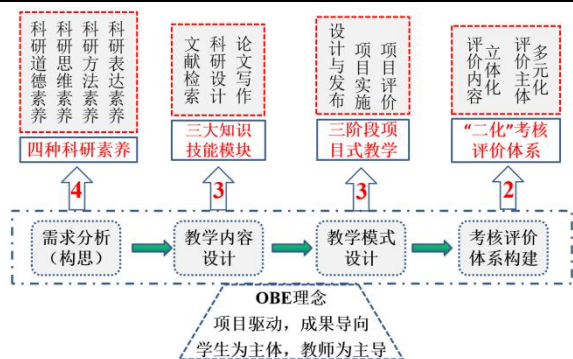 科研道德素养
科研思维素养
科研方法素养
科研表达素养
文献检索
科研设计
论文写作
设计与发布
项目实施
项目评价
评价内容
立体化
评价主体
多元化
四种科研素养
三大知识
技能模块
三阶段项
目式教学
“二化”考核
评价体系
4
3
3
2
需求分析
（构思）
教学内容
设计
教学模式
设计
考核评价
体系构建
OBE理念
项目驱动，成果导向
学生为主体，教师为主导